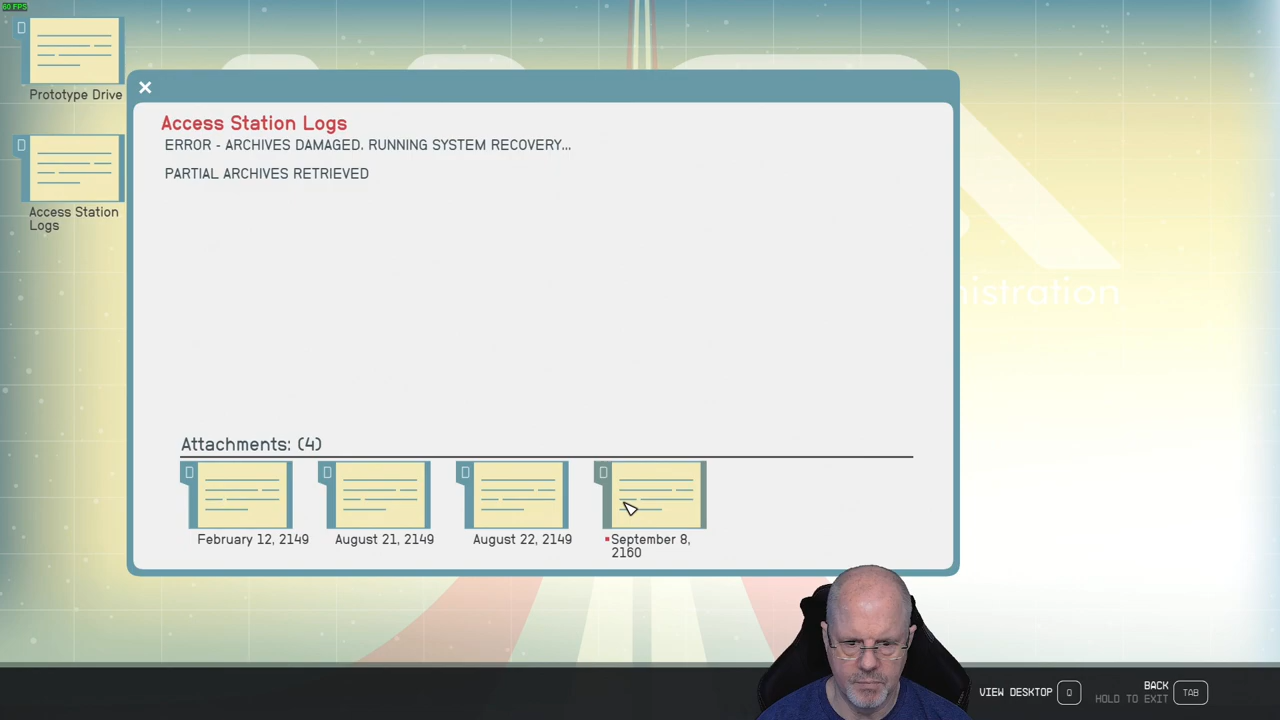 60 FPS
Prototype Drive
Access Station
Logs
Access Station Logs
ERROR - ARCHIVES DAMAGED. RUNNING SYSTEM RECOVERY...
PARTIAL ARCHIVES RETRIEVED
Attachments: (4)
February 12, 2149
August 21, 2149
August 22, 2149
September 8,
2160
nistration
VIEW DESKTOP Q
BACK
HOLD TO EXIT TAB